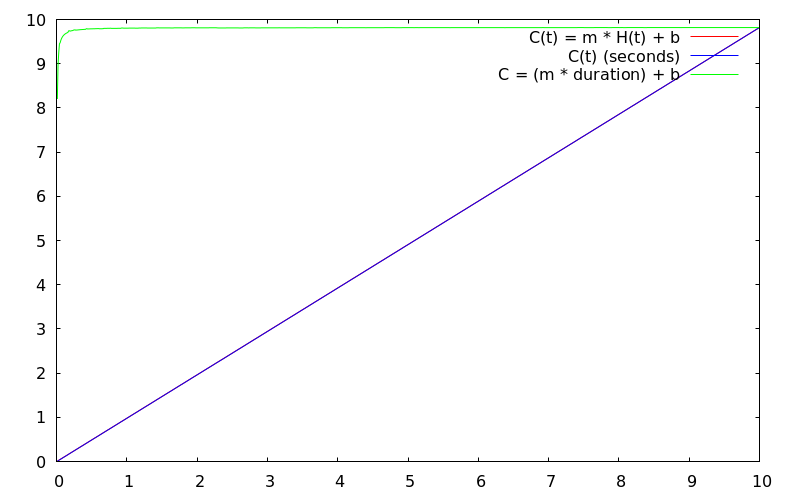 10
9
8
7
6
5
4
3
2
1
0
C(t) = m * H(t) + b
C(t) (seconds)
C = (m * duration) + b
0 1 2 3 4 5 6 7 8 9 10